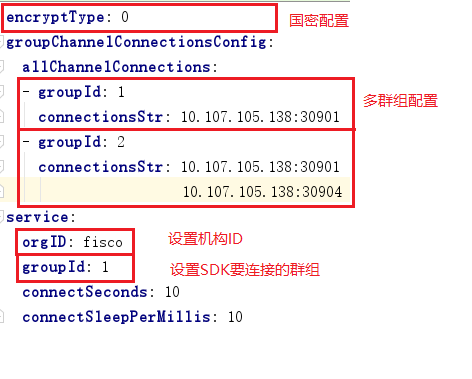 encryptType: 0
国密配置
groupChannelConnectionsConfig:
allChannelConnections:
- groupId: 1
多群组配置
connectionsStr: 10.107.105.138:30901
- groupId: 2
connectionsStr: 10.107.105.138:30901
10.107.105.138:30904
service:
orgID: fisco
设置机构ID
groupId: 1
设置SDK要连接的群组
connectSeconds: 10
connectSleepPerMillis: 10